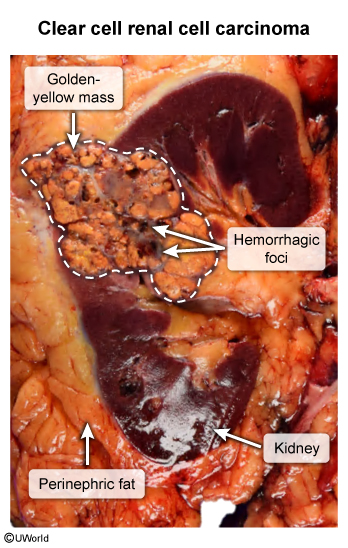 Clear cell renal cell carcinoma
Golden-
yellow mass
Hemorrhagic
foci
Kidney
Perinephric fat
©UWorld